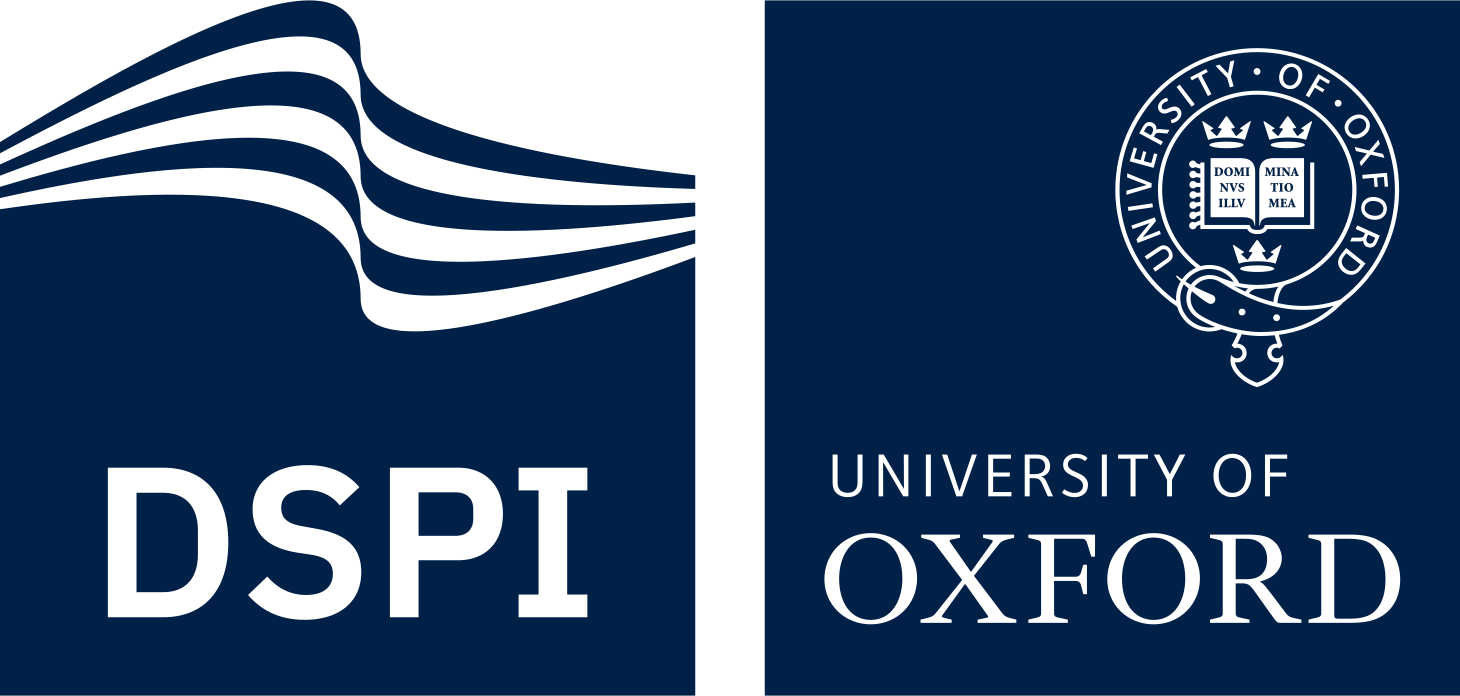 DSPI
UNIVERSITY · OF · OXFORD
DOMI
NVS
ILLV
MINA
TIO
MEA
UNIVERSITY OF
OXFORD